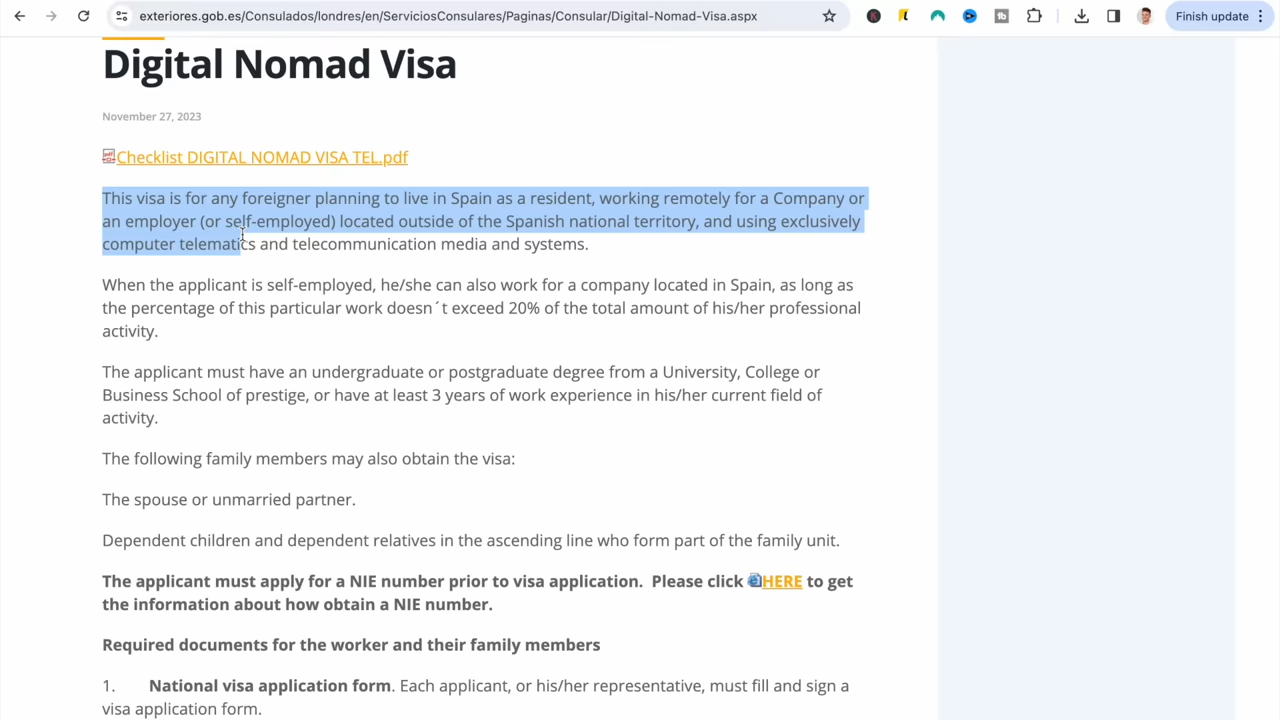 exteriores.gob.es/Consulados/londres/en/ServiciosConsulares/Paginas/Consular/Digital-Nomad-Visa.aspx
Finish update
Digital Nomad Visa
November 27, 2023
Checklist DIGITAL NOMAD VISA TEL.pdf
This visa is for any foreigner planning to live in Spain as a resident, working remotely for a Company or
an employer (or self-employed) located outside of the Spanish national territory, and using exclusively
computer telematics and telecommunication media and systems.
When the applicant is self-employed, he/she can also work for a company located in Spain, as long as
the percentage of this particular work doesn´t exceed 20% of the total amount of his/her professional
activity.
The applicant must have an undergraduate or postgraduate degree from a University, College or
Business School of prestige, or have at least 3 years of work experience in his/her current field of
activity.
The following family members may also obtain the visa:
The spouse or unmarried partner.
Dependent children and dependent relatives in the ascending line who form part of the family unit.
The applicant must apply for a NIE number prior to visa application.  Please click HERE to get
the information about how obtain a NIE number.
Required documents for the worker and their family members
1. National visa application form. Each applicant, or his/her representative, must fill and sign a
visa application form.